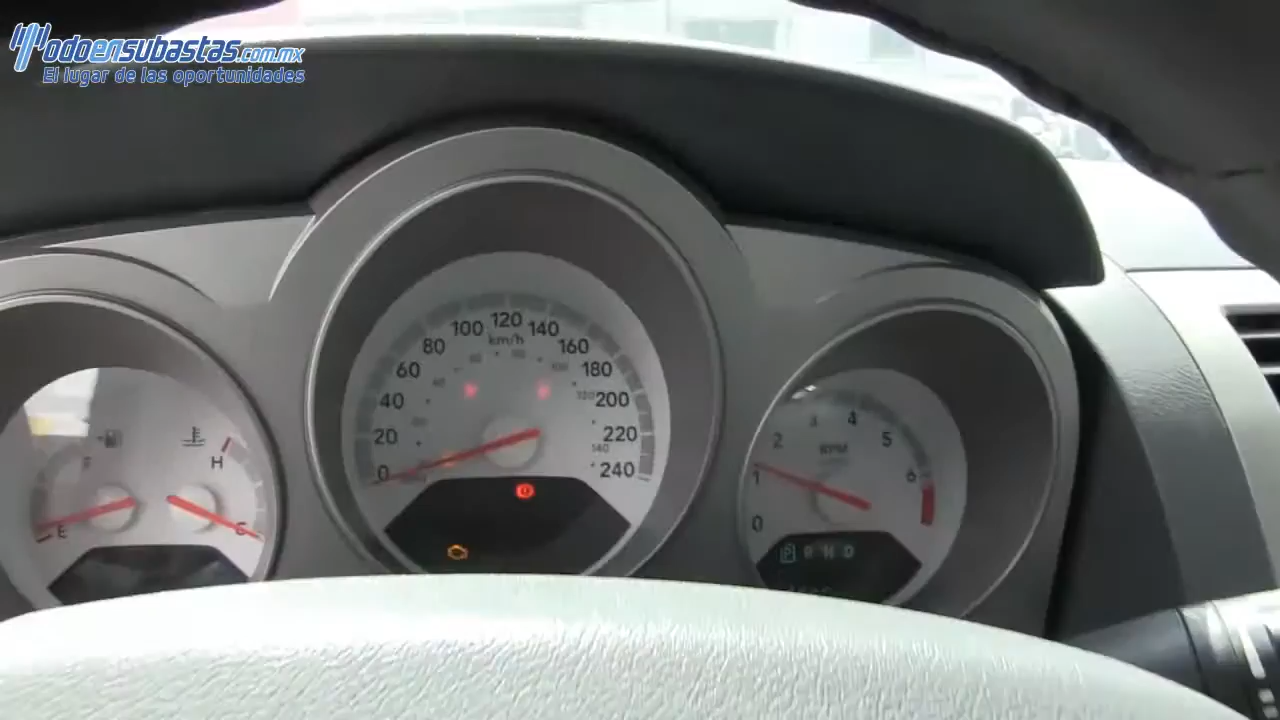 Todoensubastas.com.mx
El lugar de las oportunidades
120
100 140
km/h
80 160
60 180
40 200
20 220
0 240
140
F
H
E
C
3 4
2 5
RPM
1 6
0
P R N D